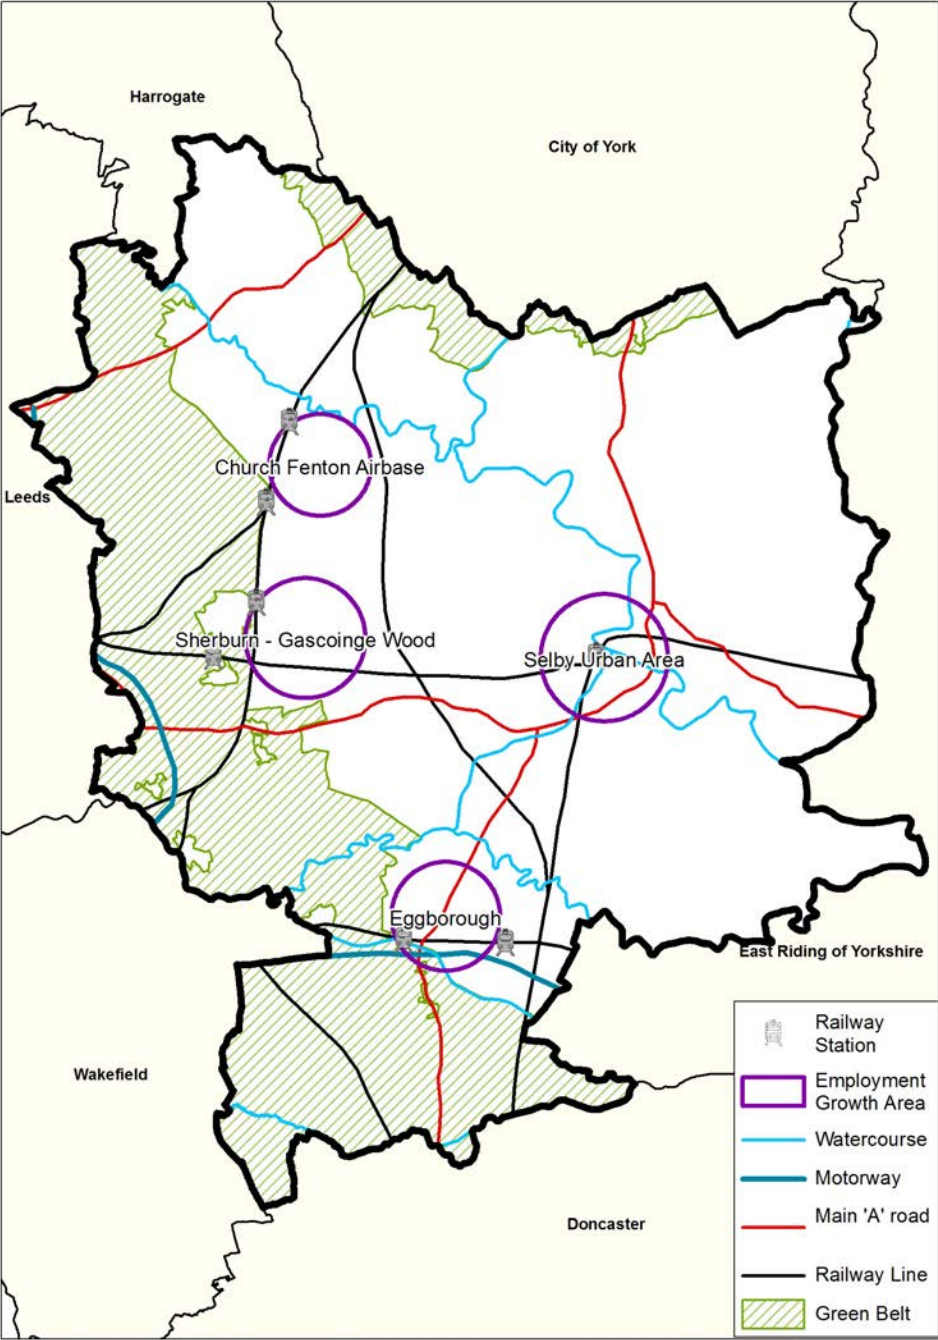 Harrogate
City of York
Church Fenton Airbase
Leeds
Sherburn - Gascoinge Wood
Selby Urban Area
Eggborough
East Riding of Yorkshire
Wakefield
Doncaster
Railway
Station
Employment
Growth Area
Watercourse
Motorway
Main 'A' road
Railway Line
Green Belt